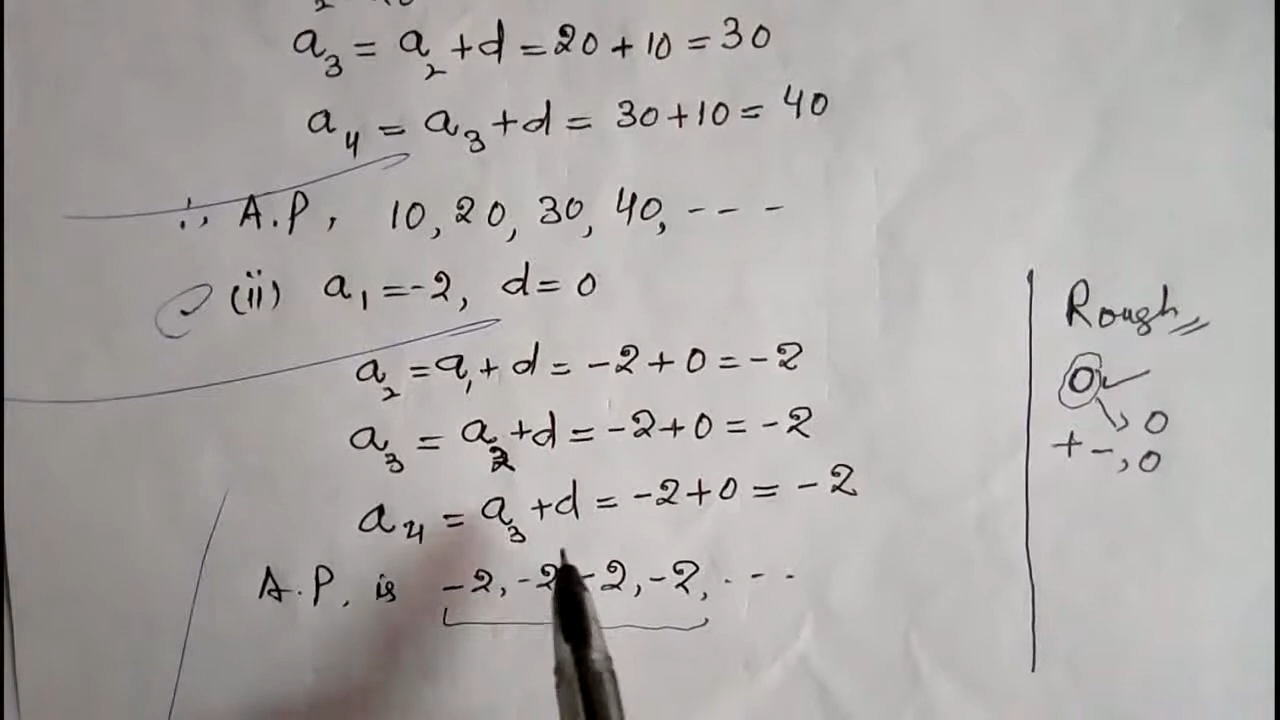 a₃ = a₂ + d = 20 + 10 = 30
a₄ = a₃ + d = 30 + 10 = 40
∴ A.P, 10, 20, 30, 40, - - -
(ii) a₁ = -2, d = 0
a₂ = a₁ + d = -2 + 0 = -2
a₃ = a₂ + d = -2 + 0 = -2
a₄ = a₃ + d = -2 + 0 = -2
A.P. is -2, -2 -2, -2, . - - .
Rough
0
0
+ -, 0